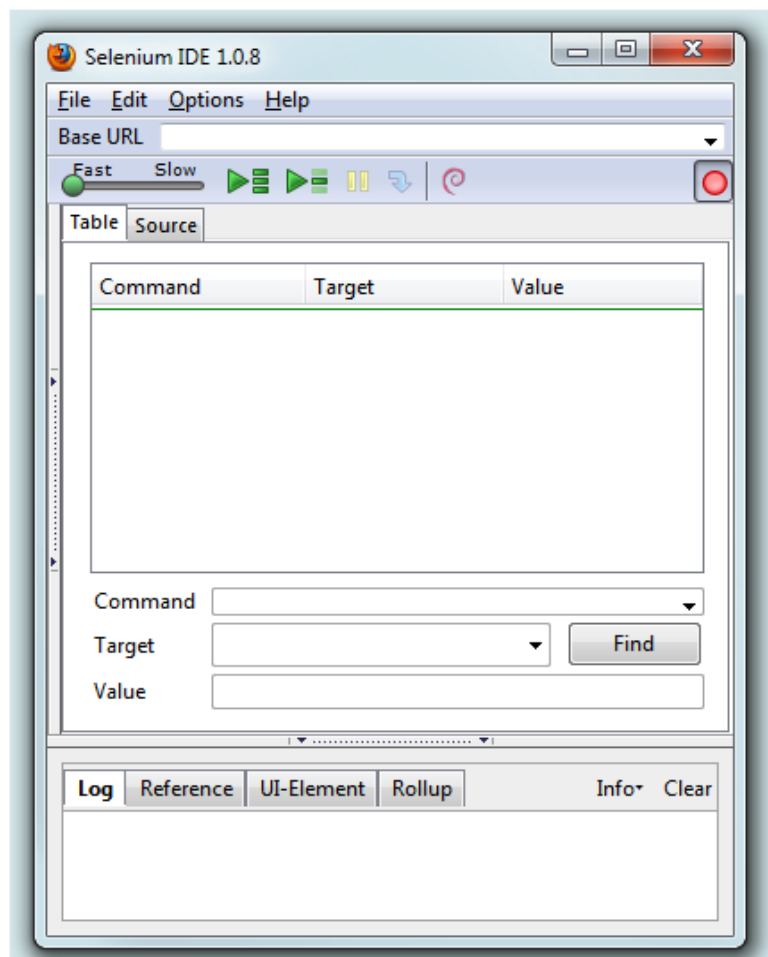 Selenium IDE 1.0.8
File Edit Options Help
Base URL
Fast Slow
Table Source
Command Target Value
Command
Target Find
Value
Log Reference UI-Element Rollup Info Clear